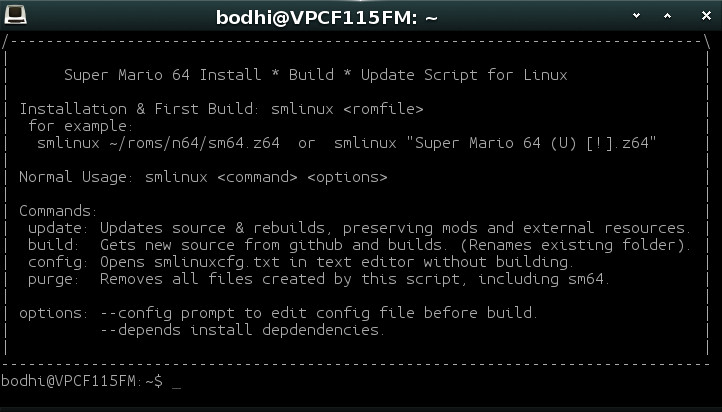 bodhi@VPCF115FM: ~
/-----------------------------------------------------------------------------\
Super Mario 64 Install * Build * Update Script for Linux
Installation & First Build: smlinux <romfile>
for example:
smlinux ~/roms/n64/sm64.z64  or  smlinux "Super Mario 64 (U) [!].z64"
Normal Usage: smlinux <command> <options>
Commands:
update: Updates source & rebuilds, preserving mods and external resources.
build:  Gets new source from github and builds. (Renames existing folder).
config: Opens smlinuxcfg.txt in text editor without building.
purge:  Removes all files created by this script, including sm64.
options: --config prompt to edit config file before build.
--depends install depdendencies.
-------------------------------------------------------------------------------
bodhi@VPCF115FM:~$ _